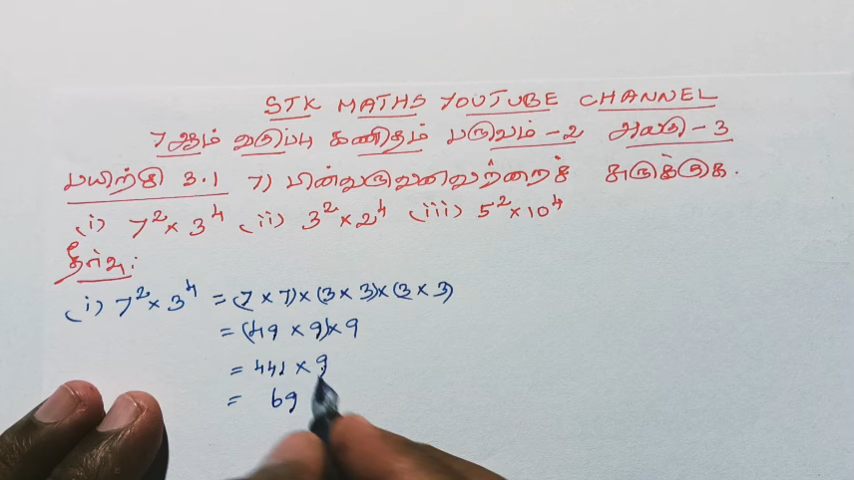 STK MATHS YOUTUBE CHANNEL
7ஆம் வகுப்பு கணிதம் பருவம் -2 அலகு -3
பயிற்சி 3.1 7) பின்வருவனவற்றைச் சுருக்குக.
(i) 7² × 3⁴ (ii) 3² × 2⁴ (iii) 5² × 10⁴
தீர்வு:
(i) 7² × 3⁴ = (7 × 7) × (3 × 3) × (3 × 3)
= (49 × 9) × 9
= 441 × 9
= 69